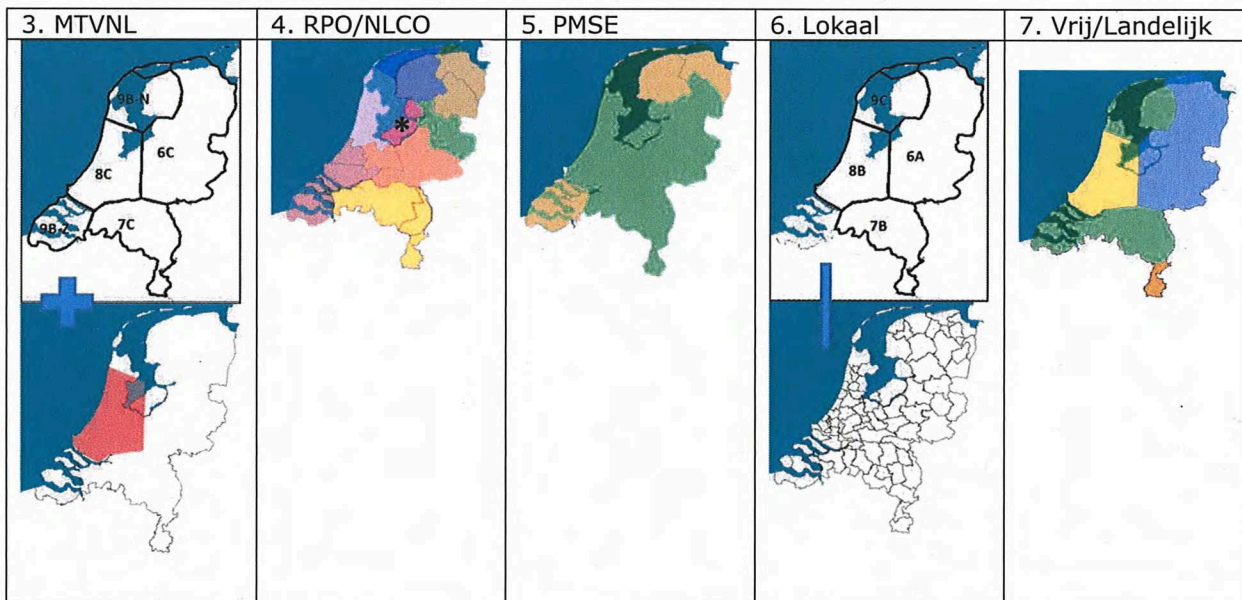 3. MTVNL
4. RPO/NLCO
5. PMSE
6. Lokaal
7. Vrij/Landelijk
9B-N
6C
8C
7C
9B-Z
*
9C
6A
8B
7B